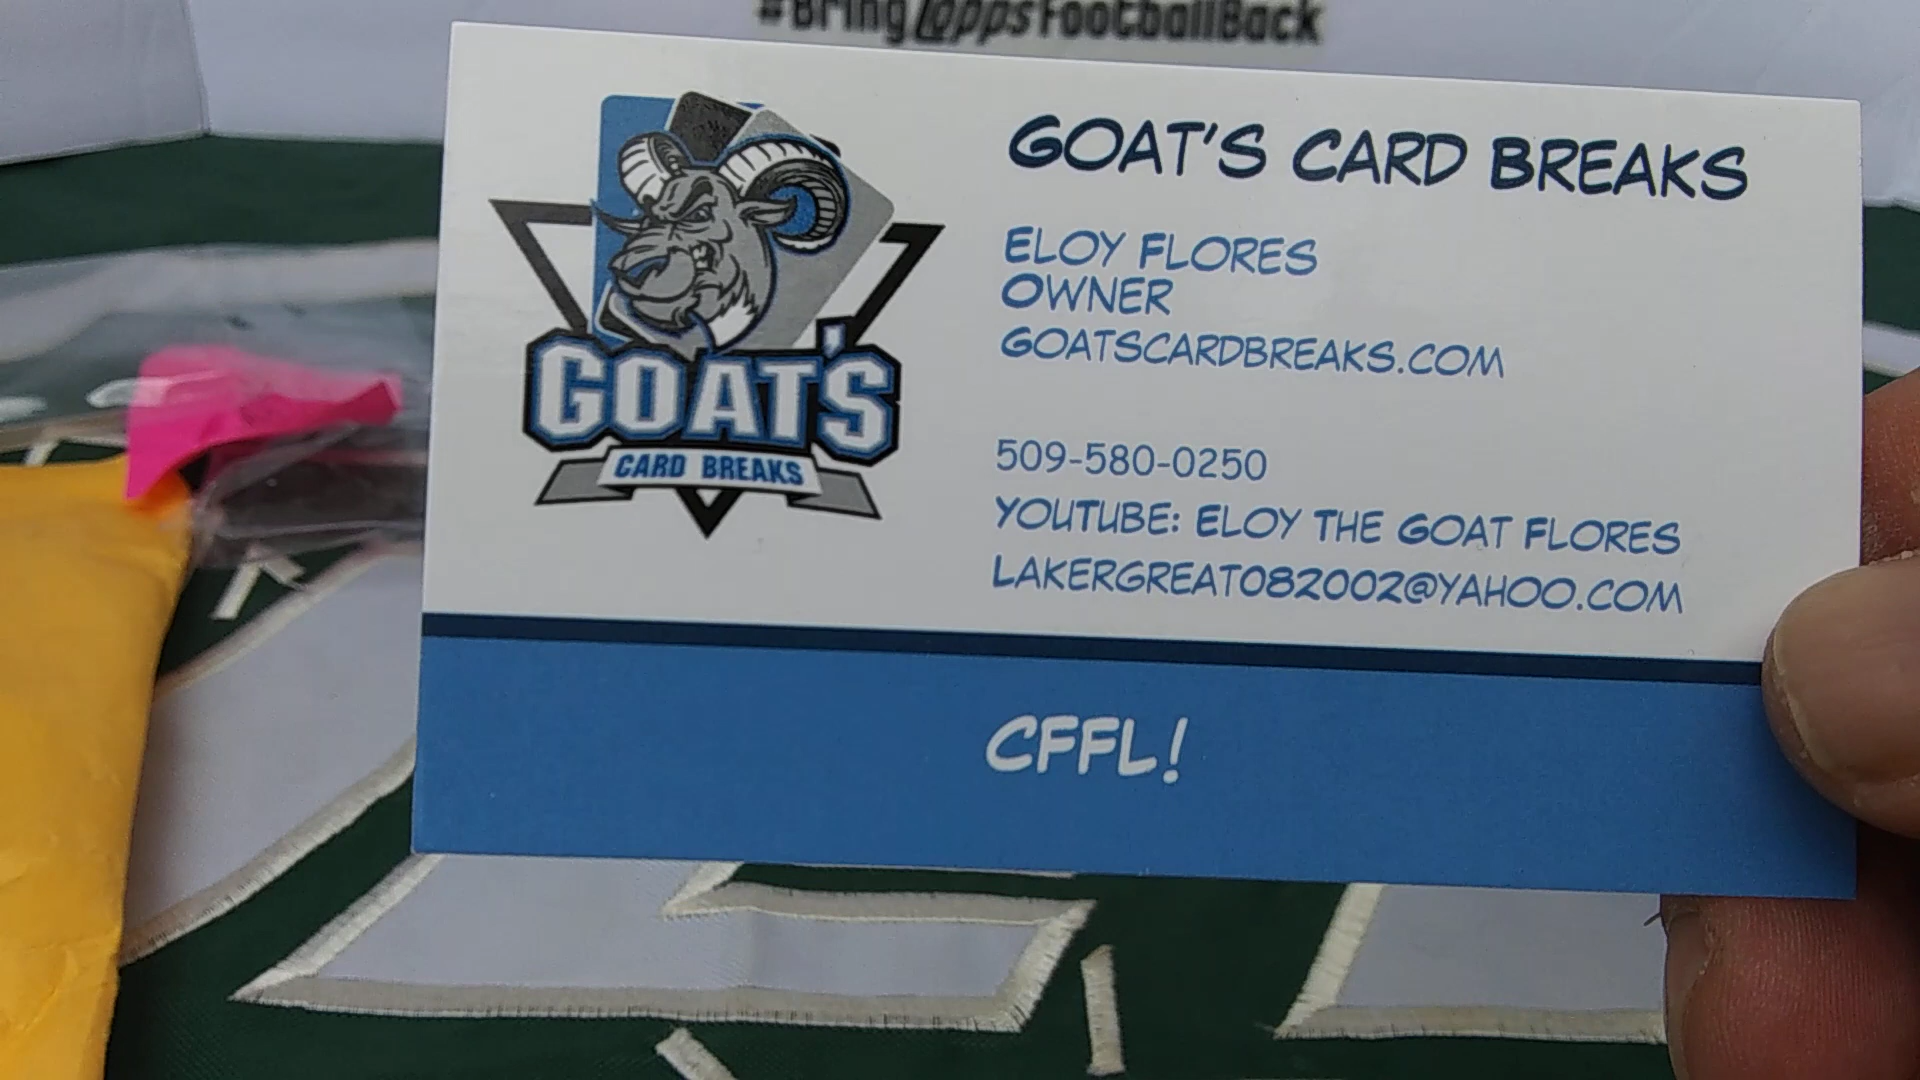 #BringToppsFootballBack
GOAT'S CARD BREAKS
ELOY FLORES
OWNER
GOATSCARDBREAKS.COM
509-580-0250
YOUTUBE: ELOY THE GOAT FLORES
LAKERGREAT082002@YAHOO.COM
GOAT'S
CARD BREAKS
CFFL!